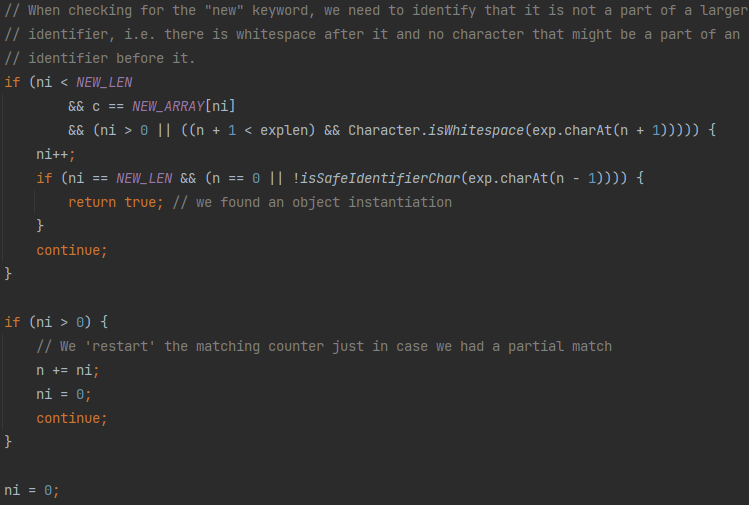 // When checking for the "new" keyword, we need to identify that it is not a part of a larger
// identifier, i.e. there is whitespace after it and no character that might be a part of an
// identifier before it.
if (ni < NEW_LEN
        && c == NEW_ARRAY[ni]
        && (ni > 0 || ((n + 1 < explen) && Character.isWhitespace(exp.charAt(n + 1))))) {
    ni++;
    if (ni == NEW_LEN && (n == 0 || !isSafeIdentifierChar(exp.charAt(n - 1)))) {
        return true; // we found an object instantiation
    }
    continue;
}

if (ni > 0) {
    // We 'restart' the matching counter just in case we had a partial match
    n += ni;
    ni = 0;
    continue;
}

ni = 0;